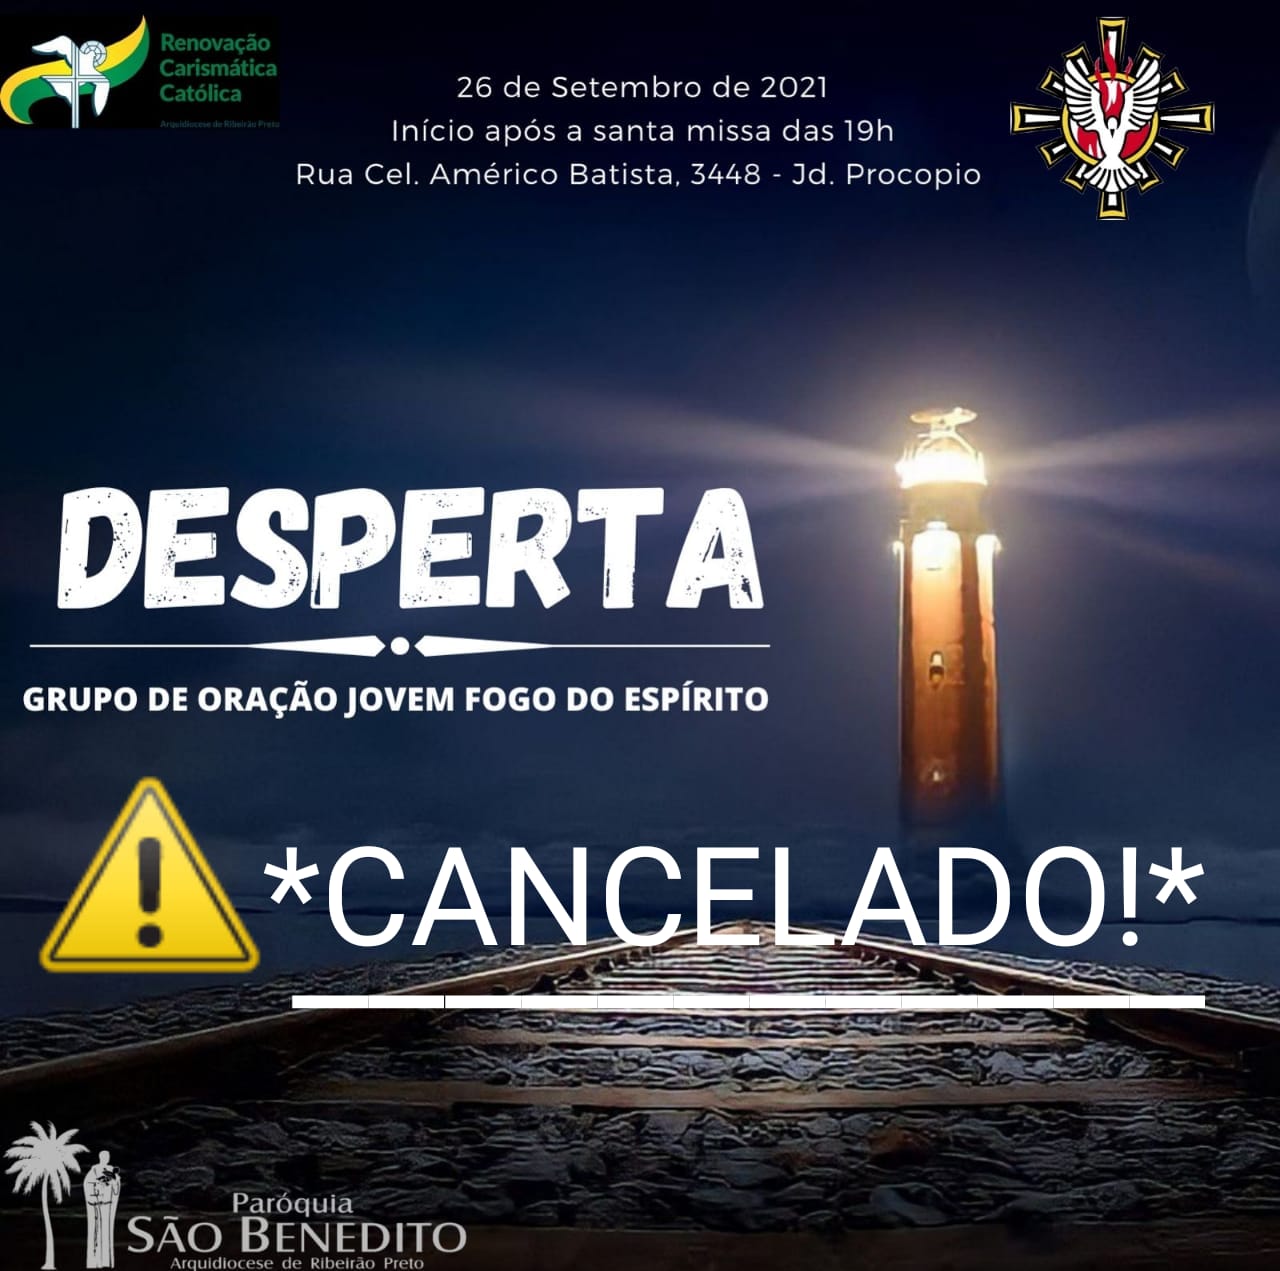 Renovação
Carismática
Católica
Arquidiocese de Ribeirão Preto
26 de Setembro de 2021
Início após a santa missa das 19h
Rua Cel. Américo Batista, 3448 - Jd. Procopio
DESPERTA
GRUPO DE ORAÇÃO JOVEM FOGO DO ESPÍRITO
*CANCELADO!*
Paróquia
SÃO BENEDITO
Arquidiocese de Ribeirão Preto